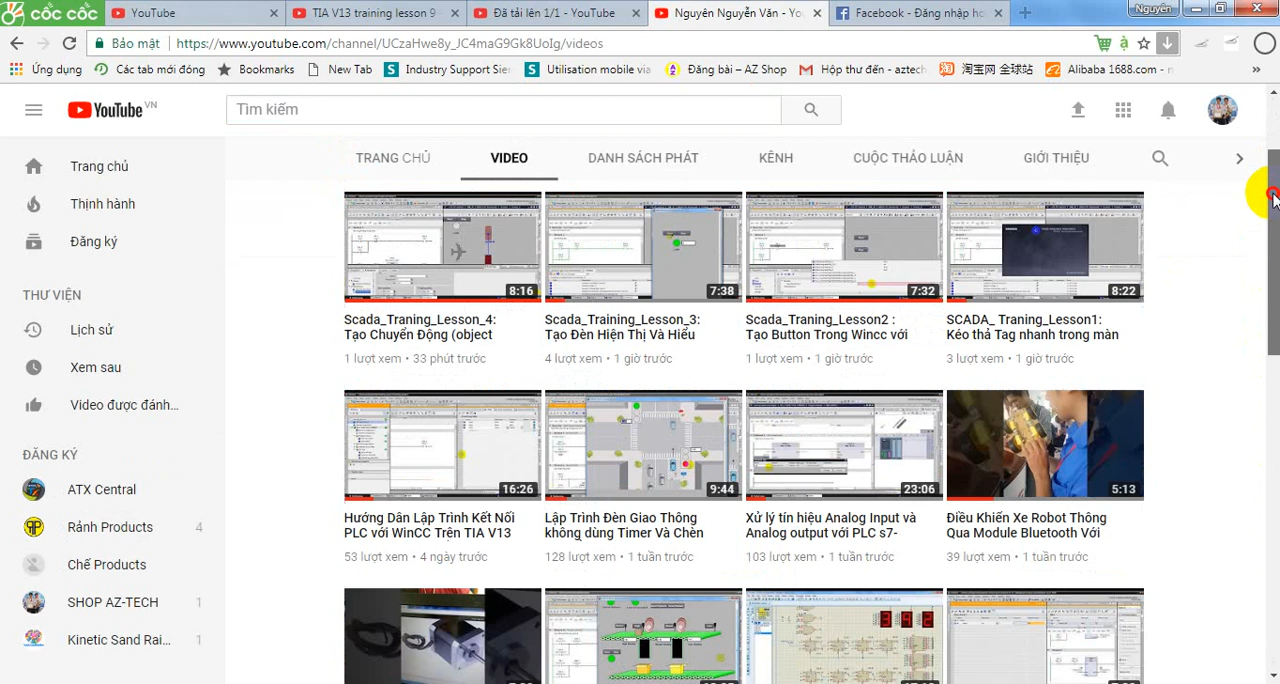 cốc cốc
YouTube
TIA V13 training lesson 9
Đã tải lên 1/1 - YouTube
Nguyên Nguyễn Văn - Yo
Facebook - Đăng nhập ho
Nguyên
Bảo mật
https://www.youtube.com/channel/UCzaHwe8y_JC4maG9Gk8UoIg/videos
Ứng dụng
Các tab mới đóng
Bookmarks
New Tab
Industry Support Sie
Utilisation mobile via
Đăng bài – AZ Shop
Hộp thư đến - aztech
淘宝网 全球站
Alibaba 1688.com -
YouTube VN
Tìm kiếm
TRANG CHỦ
VIDEO
DANH SÁCH PHÁT
KÊNH
CUỘC THẢO LUẬN
GIỚI THIỆU
Trang chủ
Thịnh hành
Đăng ký
THƯ VIỆN
Lịch sử
Xem sau
Video được đánh...
ĐĂNG KÝ
ATX Central
Rảnh Products 4
Chế Products
SHOP AZ-TECH 1
Kinetic Sand Rai... 1
8:16
7:38
7:32
8:22
Scada_Traning_Lesson_4:
Tạo Chuyển Động (object
1 lượt xem • 33 phút trước
Scada_Training_Lesson_3:
Tạo Đèn Hiện Thị Và Hiểu
4 lượt xem • 1 giờ trước
Scada_Traning_Lesson2 :
Tạo Button Trong Wincc với
1 lượt xem • 1 giờ trước
SCADA_ Traning_Lesson1:
Kéo thả Tag nhanh trong màn
3 lượt xem • 1 giờ trước
16:26
9:44
23:06
5:13
Hướng Dân Lập Trình Kết Nối
PLC với WinCC Trên TIA V13
53 lượt xem • 4 ngày trước
Lập Trình Đèn Giao Thông
không dùng Timer Và Chèn
128 lượt xem • 1 tuần trước
Xử lý tín hiệu Analog Input và
Analog output với PLC s7-
103 lượt xem • 1 tuần trước
Điều Khiển Xe Robot Thông
Qua Module Bluetooth Với
39 lượt xem • 1 tuần trước